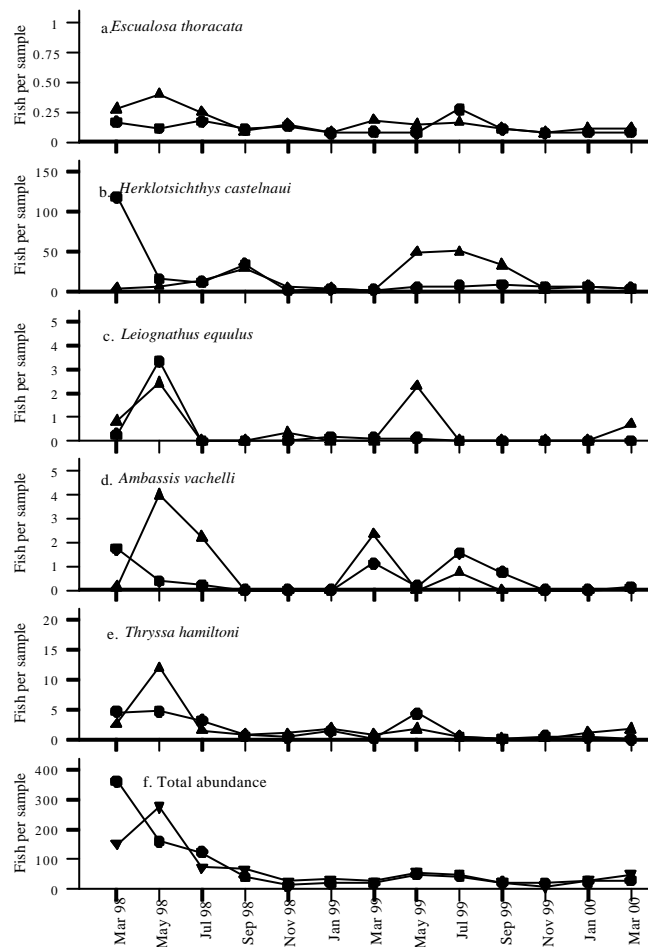 a. Escualosa thoracata
Fish per sample
1
0.75
0.50
0.25
0
b. Herklotsichthys castelnaui
Fish per sample
150
100
50
0
c. Leiognathus equulus
Fish per sample
5
4
3
2
1
0
d. Ambassis vachelli
Fish per sample
5
4
3
2
1
0
e. Thryssa hamiltoni
Fish per sample
20
15
10
5
0
f. Total abundance
Fish per sample
400
300
200
100
0
Mar 98
May 98
Jul 98
Sep 98
Nov 98
Jan 99
Mar 99
May 99
Jul 99
Sep 99
Nov 99
Jan 00
Mar 00